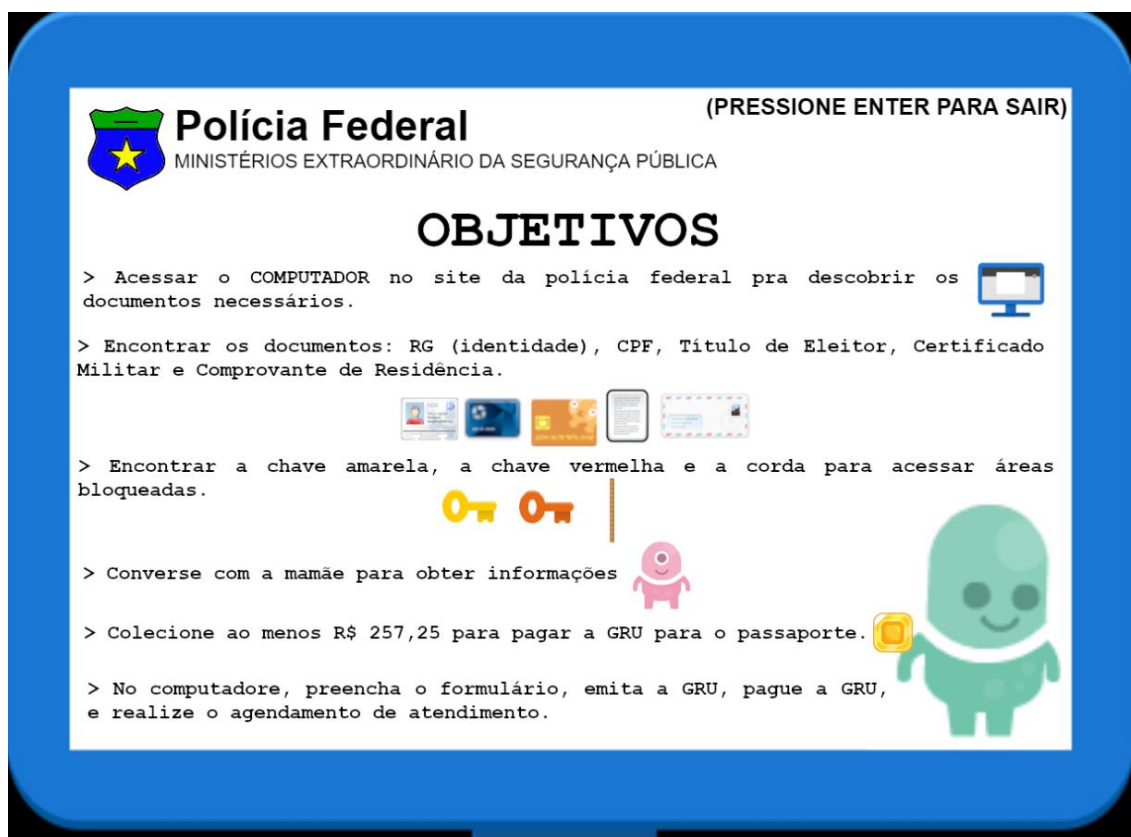 (PRESSIONE ENTER PARA SAIR)
Polícia Federal
MINISTÉRIOS EXTRAORDINÁRIO DA SEGURANÇA PÚBLICA
OBJETIVOS
> Acessar o COMPUTADOR no site da polícia federal pra descobrir os
documentos necessários.
> Encontrar os documentos: RG (identidade), CPF, Título de Eleitor, Certificado
Militar e Comprovante de Residência.
> Encontrar a chave amarela, a chave vermelha e a corda para acessar áreas
bloqueadas.
> Converse com a mamãe para obter informações
> Colecione ao menos R$ 257,25 para pagar a GRU para o passaporte.
> No computadore, preencha o formulário, emita a GRU, pague a GRU,
e realize o agendamento de atendimento.